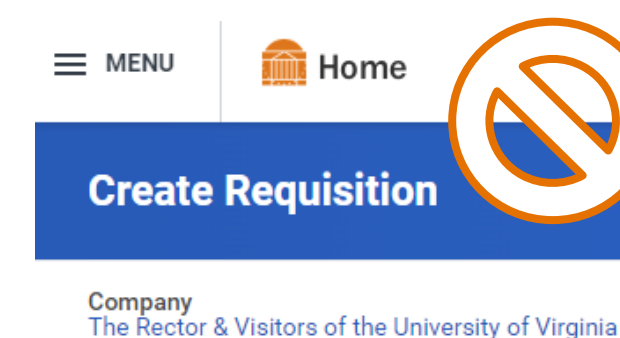 MENU
Home
Create Requisition
Company
The Rector & Visitors of the University of Virginia